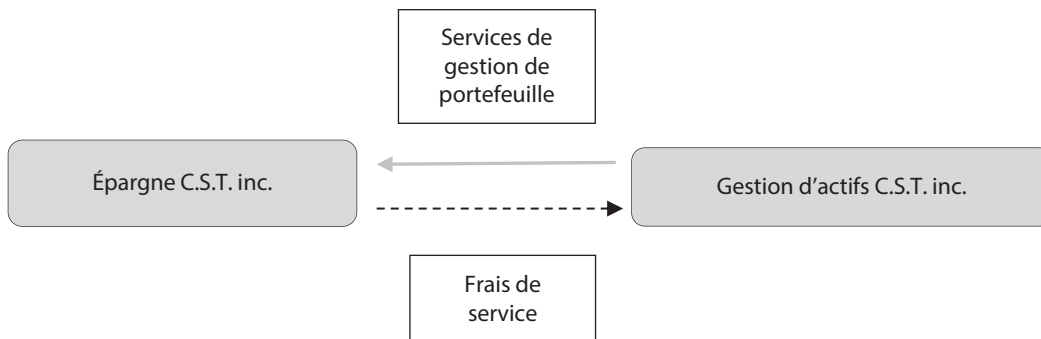 Services de
gestion de
portefeuille
Épargne C.S.T. inc.
Gestion d'actifs C.S.T. inc.
Frais de
service